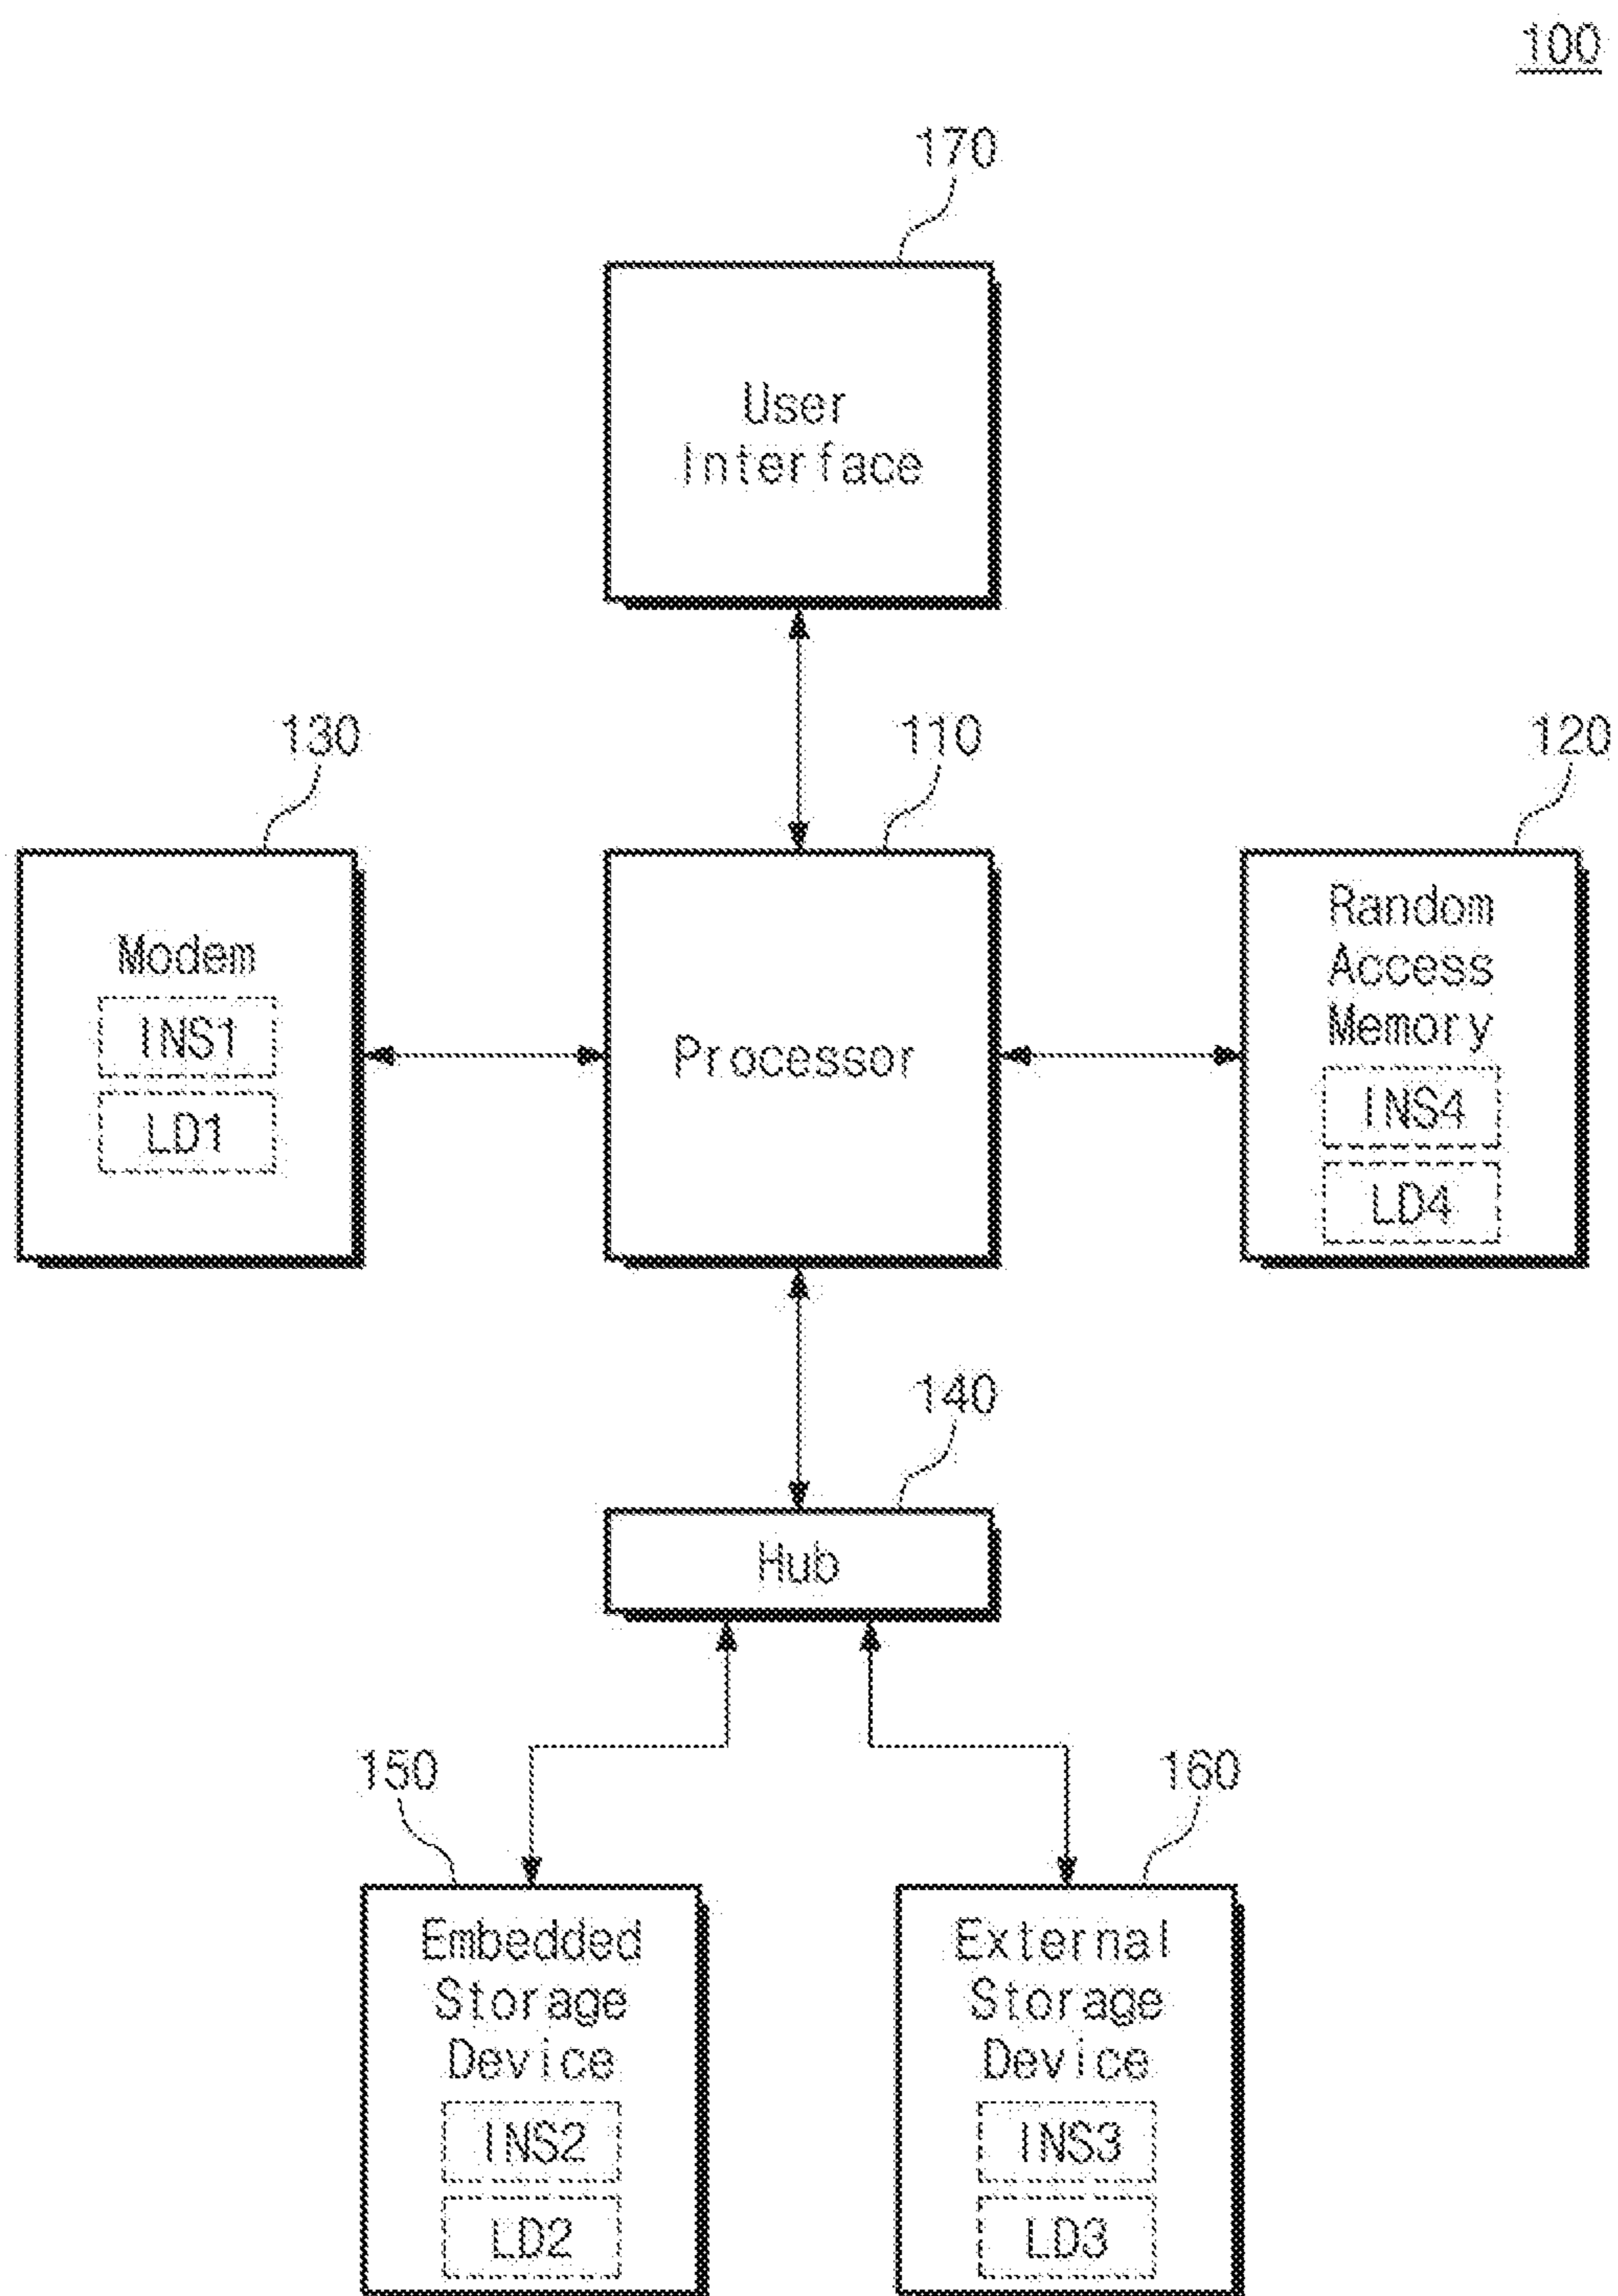 100
170
User
Interface
130
110
120
Modem
INS1
LD1
Processor
Random
Access
Memory
INS4
LD4
140
Hub
150
160
Embedded
Storage
Device
INS2
LD2
External
Storage
Device
INS3
LD3